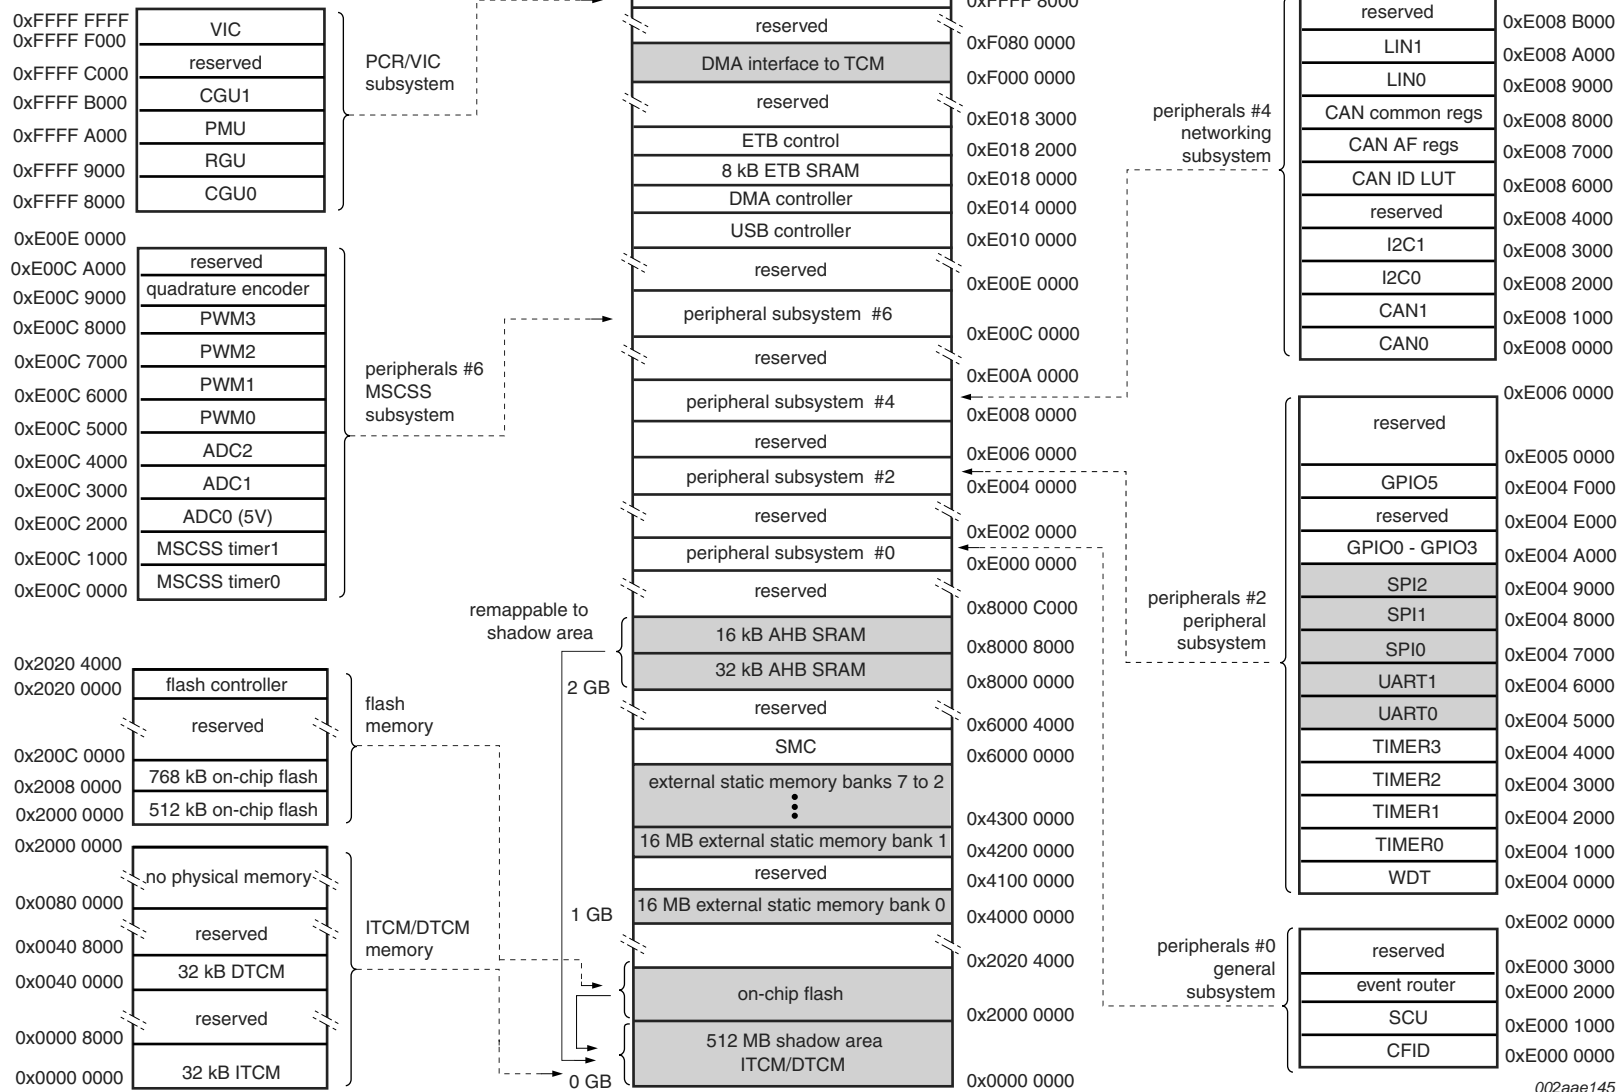 0xFFFF FFFF
VIC
0xFFFF F000
reserved
0xFFFF C000
CGU1
0xFFFF B000
PMU
0xFFFF A000
RGU
0xFFFF 9000
CGU0
0xFFFF 8000
PCR/VIC
subsystem
0xE00E 0000
reserved
0xE00C A000
quadrature encoder
0xE00C 9000
PWM3
0xE00C 8000
PWM2
0xE00C 7000
PWM1
0xE00C 6000
PWM0
0xE00C 5000
ADC2
0xE00C 4000
ADC1
0xE00C 3000
ADC0 (5V)
0xE00C 2000
MSCSS timer1
0xE00C 1000
MSCSS timer0
0xE00C 0000
peripherals #6
MSCSS
subsystem
0x2020 4000
flash controller
0x2020 0000
reserved
0x200C 0000
768 kB on-chip flash
0x2008 0000
512 kB on-chip flash
0x2000 0000
flash
memory
0x2000 0000
no physical memory
0x0080 0000
reserved
0x0040 8000
32 kB DTCM
0x0040 0000
reserved
0x0000 8000
32 kB ITCM
0x0000 0000
ITCM/DTCM
memory
remappable to
shadow area
2 GB
1 GB
0 GB
0xFFFF 8000
reserved
0xF080 0000
DMA interface to TCM
0xF000 0000
reserved
0xE018 3000
ETB control
0xE018 2000
8 kB ETB SRAM
0xE018 0000
DMA controller
0xE014 0000
USB controller
0xE010 0000
reserved
0xE00E 0000
peripheral subsystem #6
0xE00C 0000
reserved
0xE00A 0000
peripheral subsystem #4
0xE008 0000
reserved
0xE006 0000
peripheral subsystem #2
0xE004 0000
reserved
0xE002 0000
peripheral subsystem #0
0xE000 0000
reserved
0x8000 C000
16 kB AHB SRAM
0x8000 8000
32 kB AHB SRAM
0x8000 0000
reserved
0x6000 4000
SMC
0x6000 0000
external static memory banks 7 to 2
0x4300 0000
16 MB external static memory bank 1
0x4200 0000
reserved
0x4100 0000
16 MB external static memory bank 0
0x4000 0000
0x2020 4000
on-chip flash
0x2000 0000
512 MB shadow area
ITCM/DTCM
0x0000 0000
peripherals #4
networking
subsystem
reserved
0xE008 B000
LIN1
0xE008 A000
LIN0
0xE008 9000
CAN common regs
0xE008 8000
CAN AF regs
0xE008 7000
CAN ID LUT
0xE008 6000
reserved
0xE008 4000
I2C1
0xE008 3000
I2C0
0xE008 2000
CAN1
0xE008 1000
CAN0
0xE008 0000
peripherals #2
peripheral
subsystem
0xE006 0000
reserved
0xE005 0000
GPIO5
0xE004 F000
reserved
0xE004 E000
GPIO0 - GPIO3
0xE004 A000
SPI2
0xE004 9000
SPI1
0xE004 8000
SPI0
0xE004 7000
UART1
0xE004 6000
UART0
0xE004 5000
TIMER3
0xE004 4000
TIMER2
0xE004 3000
TIMER1
0xE004 2000
TIMER0
0xE004 1000
WDT
0xE004 0000
peripherals #0
general
subsystem
0xE002 0000
reserved
0xE000 3000
event router
0xE000 2000
SCU
0xE000 1000
CFID
0xE000 0000
002aae145